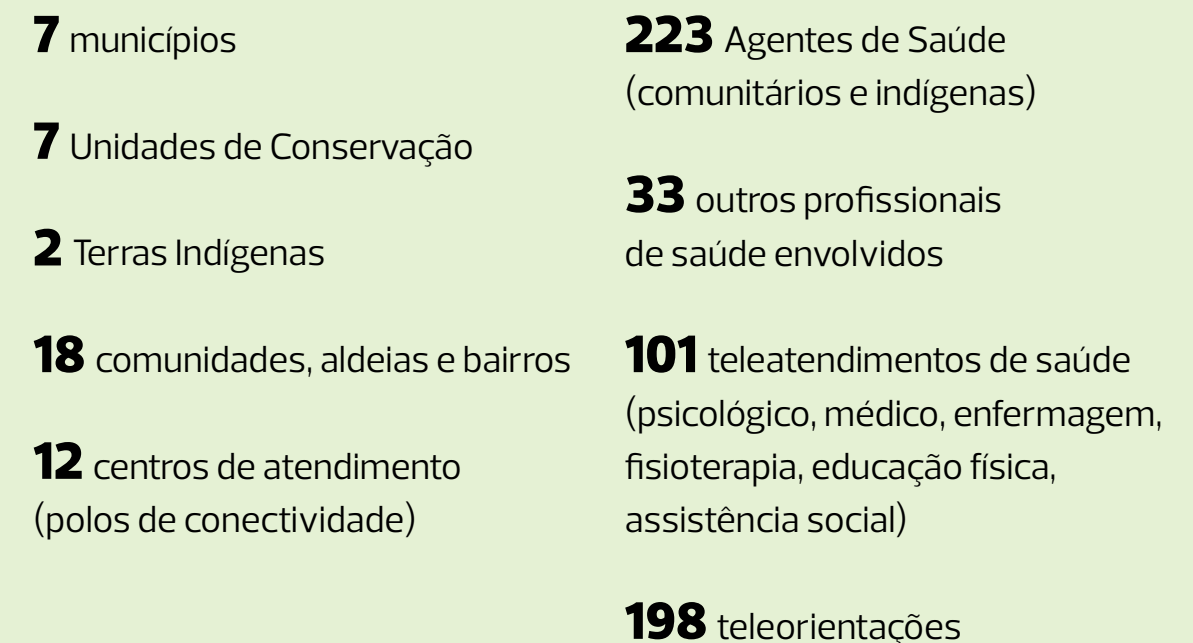 7 municípios
7 Unidades de Conservação
2 Terras Indígenas
18 comunidades, aldeias e bairros
12 centros de atendimento
(polos de conectividade)
223 Agentes de Saúde
(comunitários e indígenas)
33 outros profissionais
de saúde envolvidos
101 teleatendimentos de saúde
(psicológico, médico, enfermagem,
fisioterapia, educação física,
assistência social)
198 teleorientações